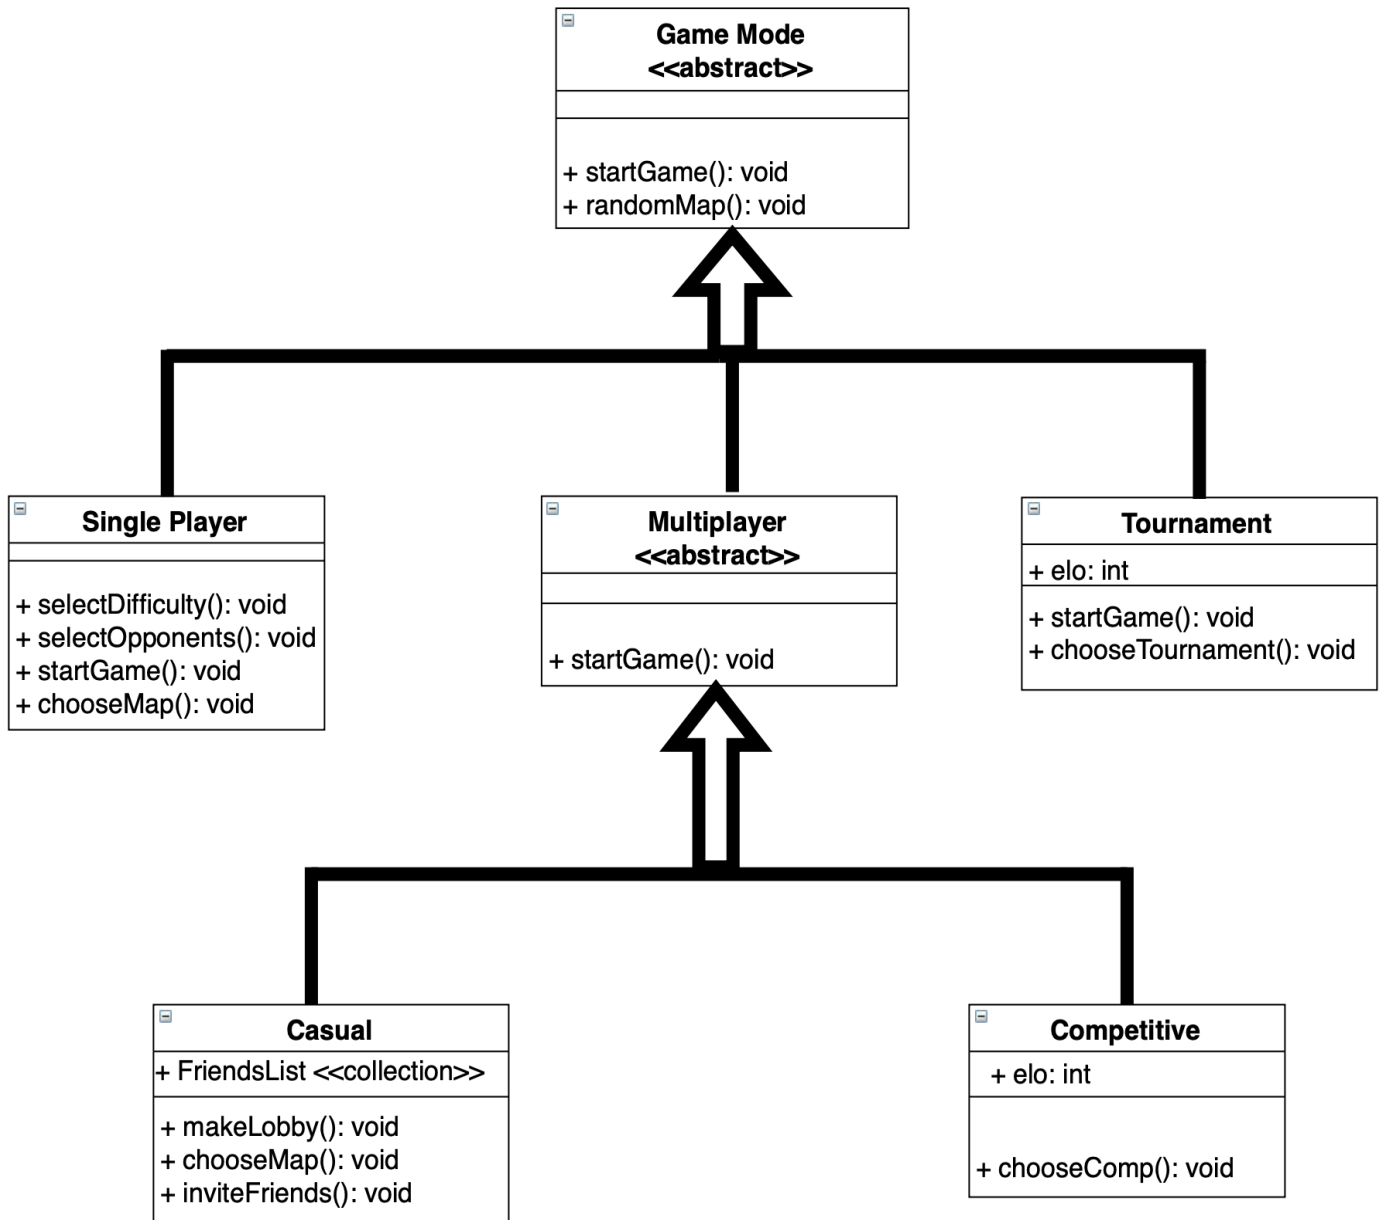 Game Mode
<<abstract>>
+ startGame(): void
+ randomMap(): void
Single Player
+ selectDifficulty(): void
+ selectOpponents(): void
+ startGame(): void
+ chooseMap(): void
Multiplayer
<<abstract>>
+ startGame(): void
Tournament
+ elo: int
+ startGame(): void
+ chooseTournament(): void
Casual
+ FriendsList <<collection>>
+ makeLobby(): void
+ chooseMap(): void
+ inviteFriends(): void
Competitive
+ elo: int
+ chooseComp(): void